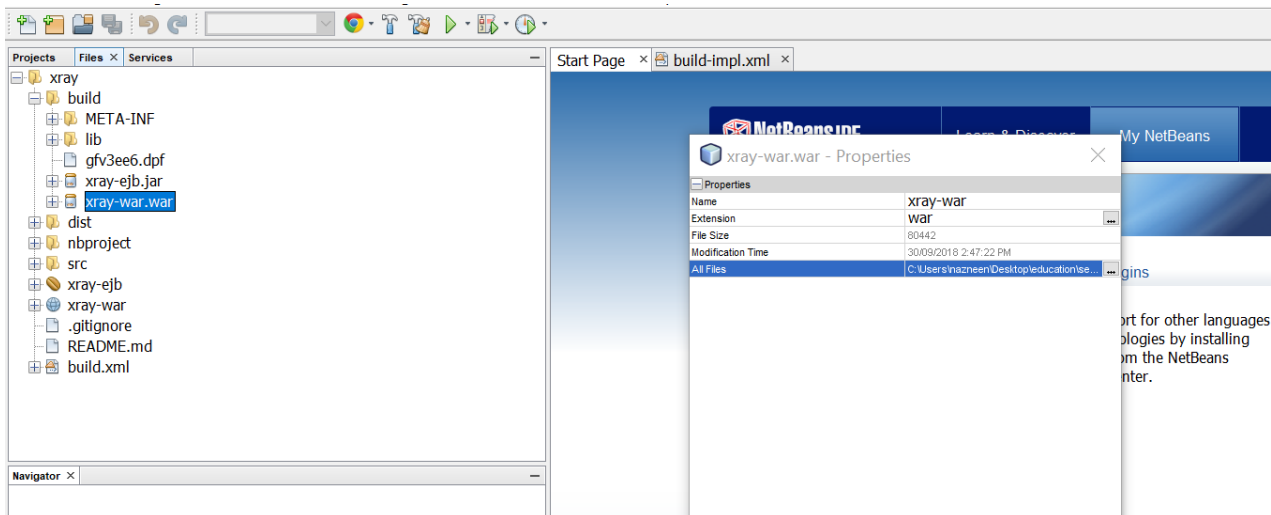 Projects Files × Services
xray
build
META-INF
lib
gfv3ee6.dpf
xray-ejb.jar
xray-war.war
dist
nbproject
src
xray-ejb
xray-war
.gitignore
README.md
build.xml
Navigator ×
Start Page × build-impl.xml ×
My NetBeans
xray-war.war - Properties
Properties
Name xray-war
Extension war ...
File Size 80442
Modification Time 30/09/2018 2:47:22 PM
All Files C:\Users\nazneen\Desktop\education\se... ...
gins
ort for other languages
ologies by installing
om the NetBeans
nter.